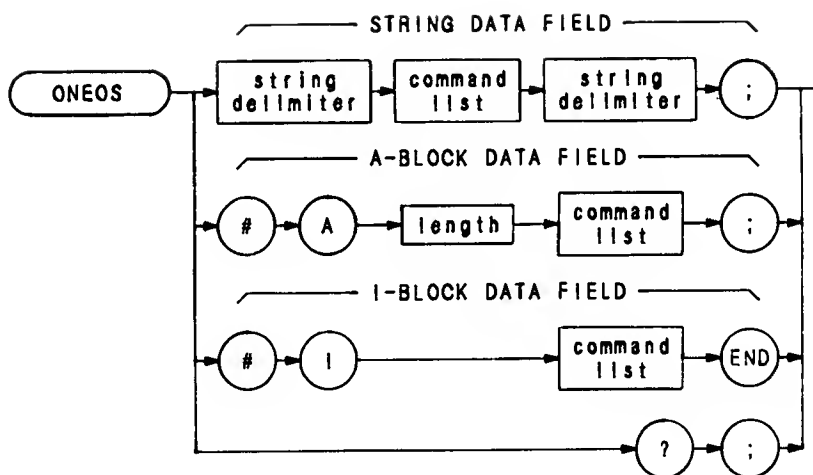 STRING DATA FIELD
ONEOS
string delimiter
command list
string delimiter
;
A-BLOCK DATA FIELD
#
A
length
command list
;
I-BLOCK DATA FIELD
#
I
command list
END
?
;